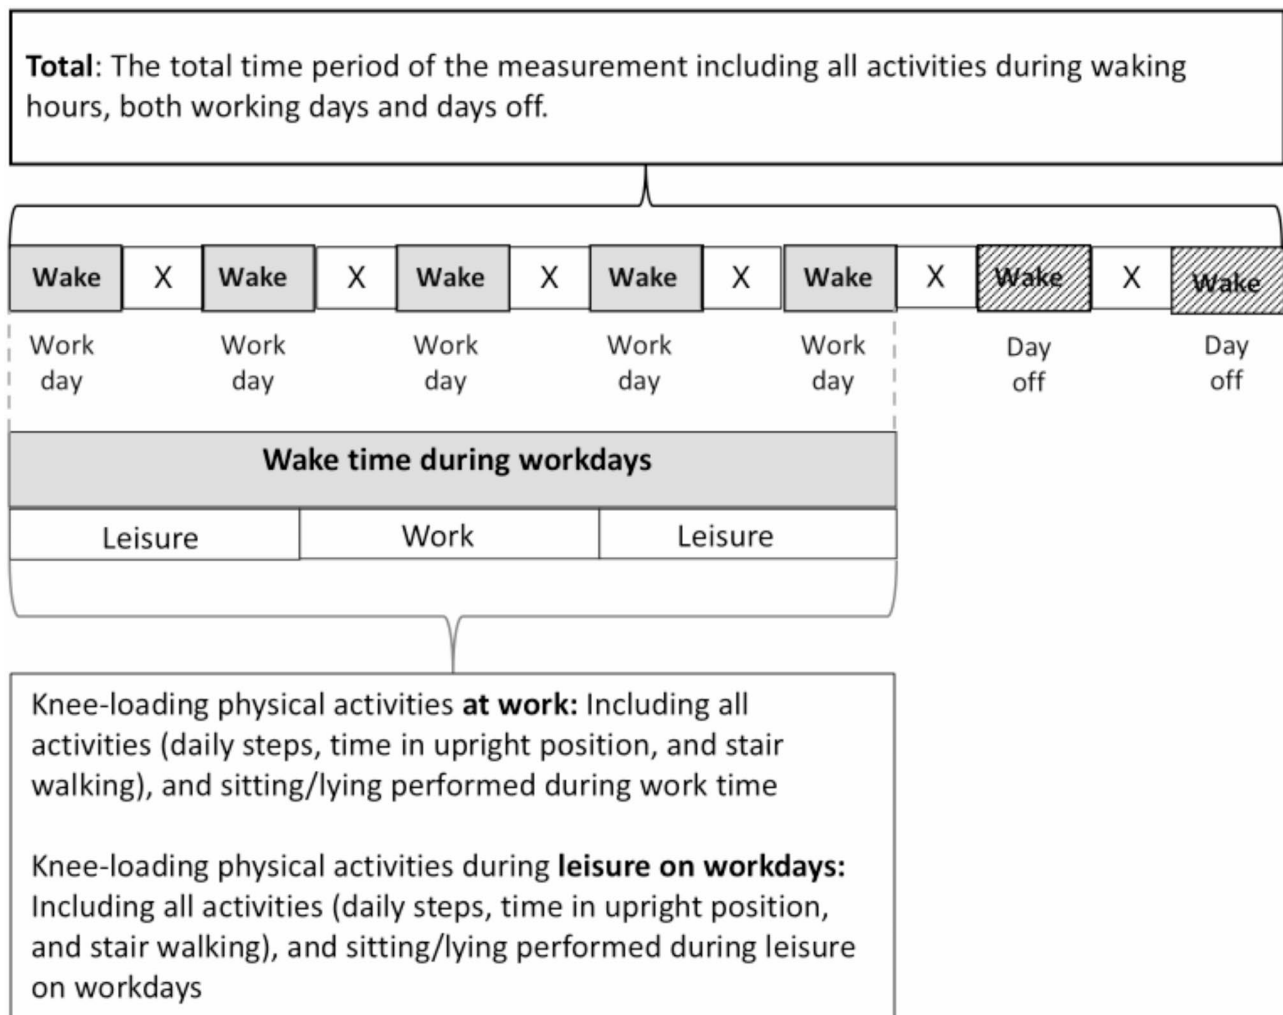 Total: The total time period of the measurement including all activities during waking
hours, both working days and days off.
Wake X Wake X Wake X Wake X Wake X Wake X Wake
Work Work Work Work Work Day Day
day day day day day off off
Wake time during workdays
Leisure Work Leisure
Knee-loading physical activities at work: Including all
activities (daily steps, time in upright position, and stair
walking), and sitting/lying performed during work time
Knee-loading physical activities during leisure on workdays:
Including all activities (daily steps, time in upright position,
and stair walking), and sitting/lying performed during leisure
on workdays